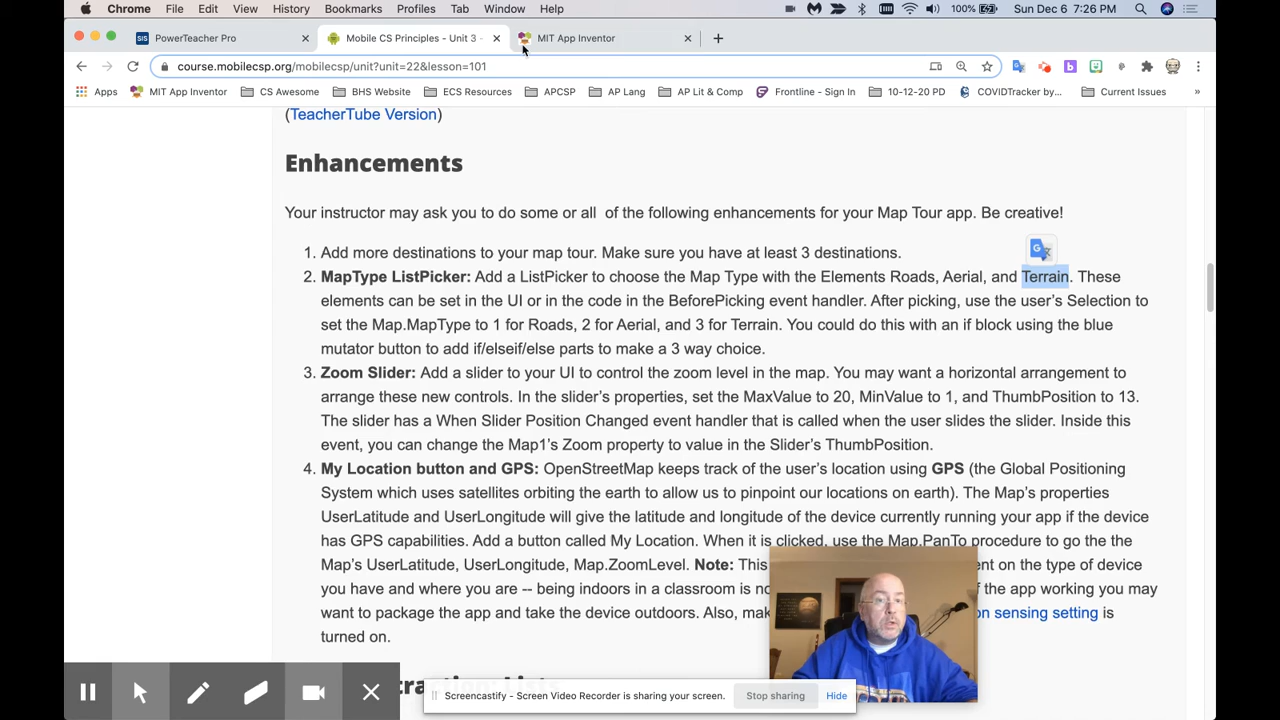 Chrome File Edit View History Bookmarks Profiles Tab Window Help 100% Sun Dec 6 7:26 PM
SIS PowerTeacher Pro Mobile CS Principles - Unit 3 - MIT App Inventor
course.mobilecsp.org/mobilecsp/unit?unit=22&lesson=101
Apps MIT App Inventor CS Awesome BHS Website ECS Resources APCSP AP Lang AP Lit & Comp Frontline - Sign In 10-12-20 PD COVIDTracker by... Current Issues »
(TeacherTube Version)
Enhancements
Your instructor may ask you to do some or all of the following enhancements for your Map Tour app. Be creative!
1. Add more destinations to your map tour. Make sure you have at least 3 destinations.
2. MapType ListPicker: Add a ListPicker to choose the Map Type with the Elements Roads, Aerial, and Terrain. These
elements can be set in the UI or in the code in the BeforePicking event handler. After picking, use the user's Selection to
set the Map.MapType to 1 for Roads, 2 for Aerial, and 3 for Terrain. You could do this with an if block using the blue
mutator button to add if/elseif/else parts to make a 3 way choice.
3. Zoom Slider: Add a slider to your UI to control the zoom level in the map. You may want a horizontal arrangement to
arrange these new controls. In the slider's properties, set the MaxValue to 20, MinValue to 1, and ThumbPosition to 13.
The slider has a When Slider Position Changed event handler that is called when the user slides the slider. Inside this
event, you can change the Map1's Zoom property to value in the Slider's ThumbPosition.
4. My Location button and GPS: OpenStreetMap keeps track of the user's location using GPS (the Global Positioning
System which uses satellites orbiting the earth to allow us to pinpoint our locations on earth). The Map's properties
UserLatitude and UserLongitude will give the latitude and longitude of the device currently running your app if the device
has GPS capabilities. Add a button called My Location. When it is clicked, use the Map.PanTo procedure to go the the
Map's UserLatitude, UserLongitude, Map.ZoomLevel. Note: This ent on the type of device
you have and where you are -- being indoors in a classroom is no f the app working you may
want to package the app and take the device outdoors. Also, mak on sensing setting is
turned on.
Lists
Screencastify - Screen Video Recorder is sharing your screen. Stop sharing Hide